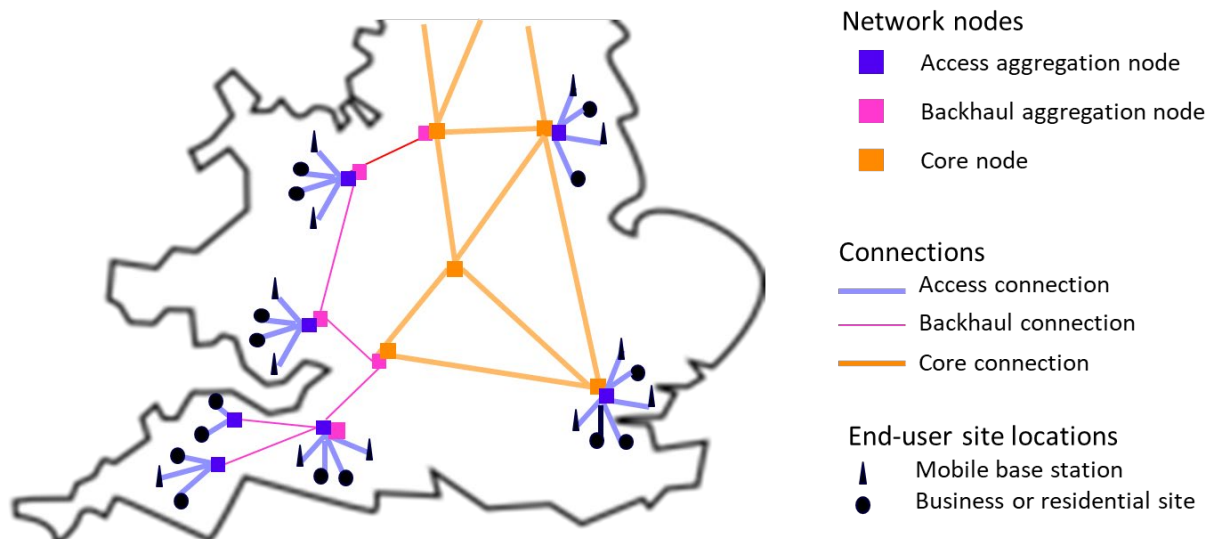 Network nodes
Access aggregation node
Backhaul aggregation node
Core node
Connections
Access connection
Backhaul connection
Core connection
End-user site locations
Mobile base station
Business or residential site